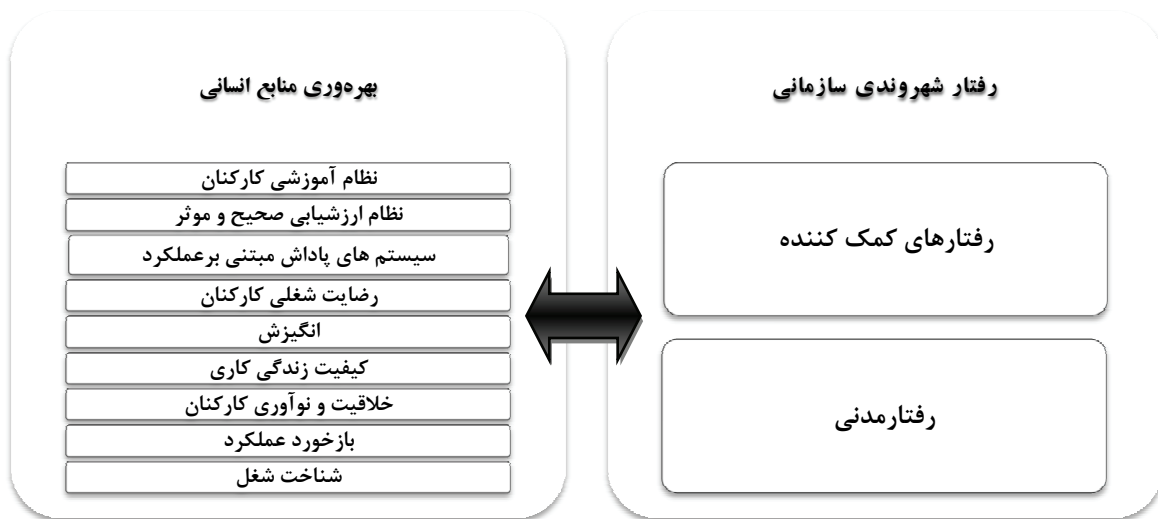 رفتار شهروندی سازمانی
رفتارهای کمک کننده
رفتارمدنی
بهره‌وری منابع انسانی
نظام آموزشی کارکنان
نظام ارزشیابی صحیح و موثر
سیستم های پاداش مبتنی برعملکرد
رضایت شغلی کارکنان
انگیزش
کیفیت زندگی کاری
خلاقیت و نوآوری کارکنان
بازخورد عملکرد
شناخت شغل